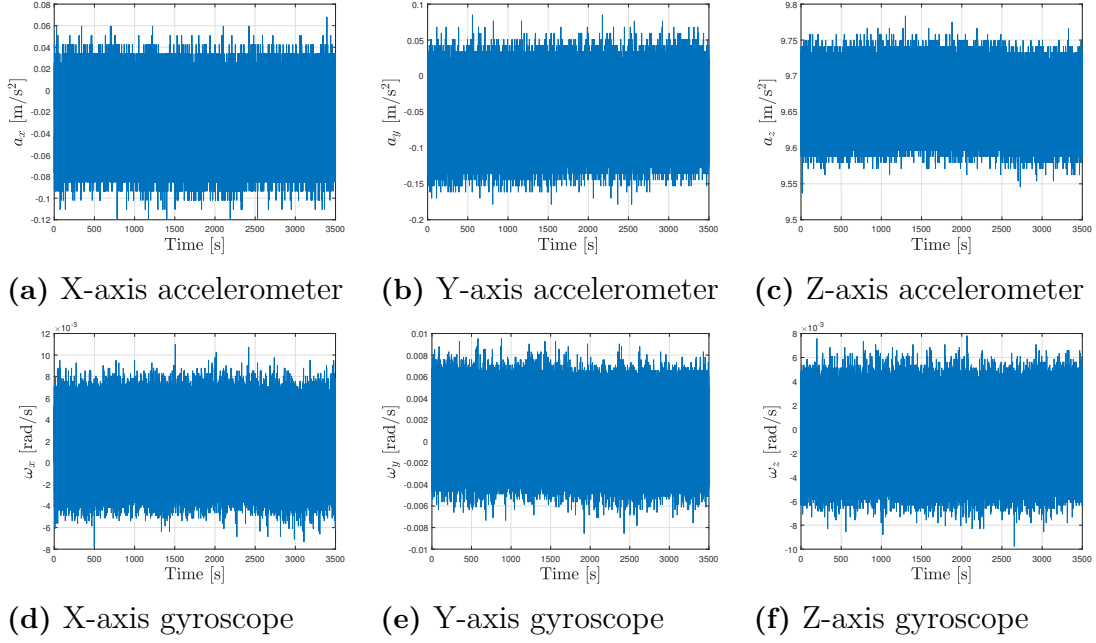 0.08
0.06
0.04
0.02
0
-0.02
-0.04
-0.06
-0.08
-0.1
-0.12
a_x [m/s²]
0 500 1000 1500 2000 2500 3000 3500
Time [s]
(a) X-axis accelerometer
0.1
0.05
0
-0.05
-0.1
-0.15
-0.2
a_y [m/s²]
0 500 1000 1500 2000 2500 3000 3500
Time [s]
(b) Y-axis accelerometer
9.8
9.75
9.7
9.65
9.6
9.55
9.5
a_z [m/s²]
0 500 1000 1500 2000 2500 3000 3500
Time [s]
(c) Z-axis accelerometer
×10⁻³
12
10
8
6
4
2
0
-2
-4
-6
-8
ω_x [rad/s]
0 500 1000 1500 2000 2500 3000 3500
Time [s]
(d) X-axis gyroscope
0.01
0.008
0.006
0.004
0.002
0
-0.002
-0.004
-0.006
-0.008
-0.01
ω_y [rad/s]
0 500 1000 1500 2000 2500 3000 3500
Time [s]
(e) Y-axis gyroscope
×10⁻³
8
6
4
2
0
-2
-4
-6
-8
-10
ω_z [rad/s]
0 500 1000 1500 2000 2500 3000 3500
Time [s]
(f) Z-axis gyroscope